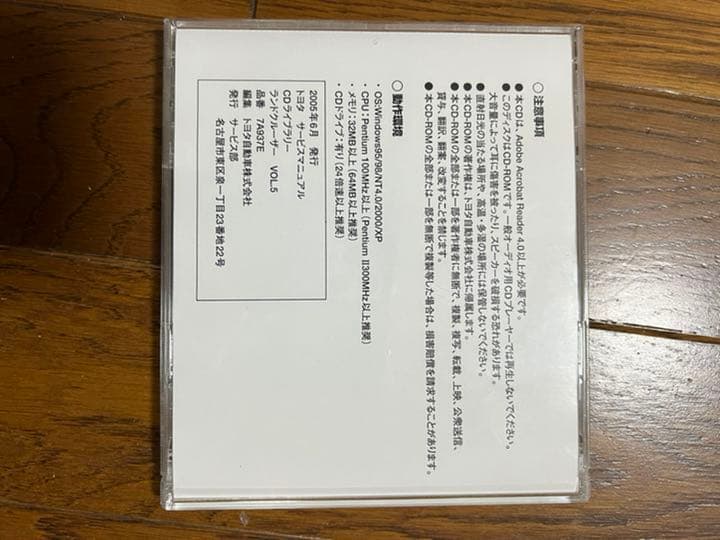 ○ 注意事項
● 本CDは、Adobe Acrobat Reader 4.0以上が必要です。
● このディスクはCD-ROMです。一般オーディオ用CDプレーヤーでは再生しないでください。
大音量によって耳に傷害を被ったり、スピーカーを破損する恐れがあります。
● 直射日光の当たる場所や、高温・多湿の場所には保管しないでください。
● 本CD-ROMの著作権は、トヨタ自動車株式会社に帰属します。
● 本CD-ROMの全部または一部を著作権者に無断で、複製、複写、転載、上映、公衆送信、
貸与、翻訳、翻案、改変することを禁じます。
● 本CD-ROMの全部または一部を無断で複製等した場合は、損害賠償を請求することがあります。
○ 動作環境
・OS:Windows95/98/NT4.0/2000/XP
・CPU:Pentium 100MHz以上(Pentium Ⅱ300MHz以上推奨)
・メモリ:32MB以上(64MB以上推奨)
・CDドライブ:有り(24倍速以上推奨)
2005年6月 発行
トヨタ サービスマニュアル
CDライブラリー
ランドクルーザー VOL.5
品番 7A937E
編集 トヨタ自動車株式会社
発行 サービス部
名古屋市東区泉一丁目23番地22号